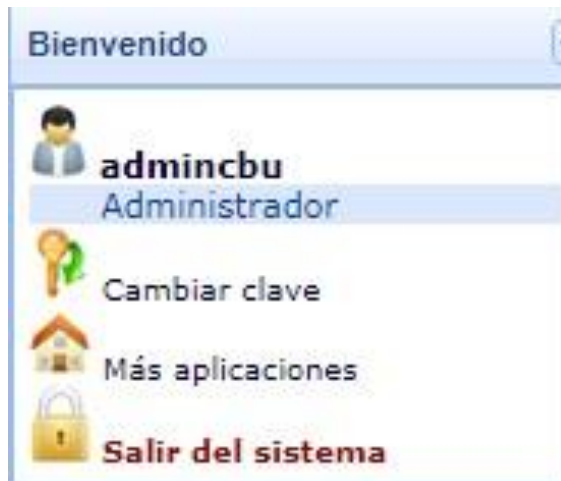 Bienvenido
admincbu
Administrador
Cambiar clave
Más aplicaciones
Salir del sistema